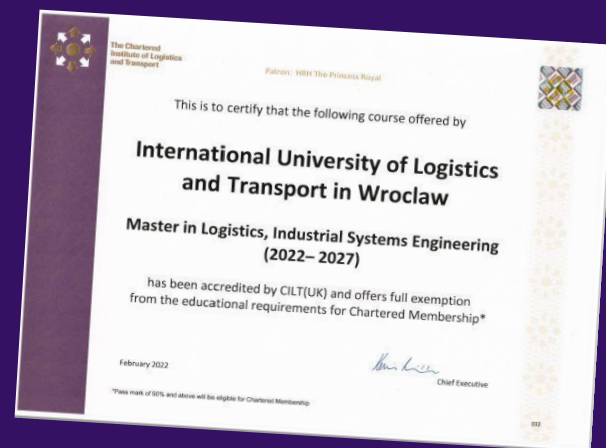 The Chartered
Institute of Logistics
and Transport
Patron: HRH The Princess Royal
This is to certify that the following course offered by
International University of Logistics
and Transport in Wroclaw
Master in Logistics, Industrial Systems Engineering
(2022– 2027)
has been accredited by CILT(UK) and offers full exemption
from the educational requirements for Chartered Membership*
February 2022
Chief Executive
*Pass mark of 50% and above will be eligible for Chartered Membership